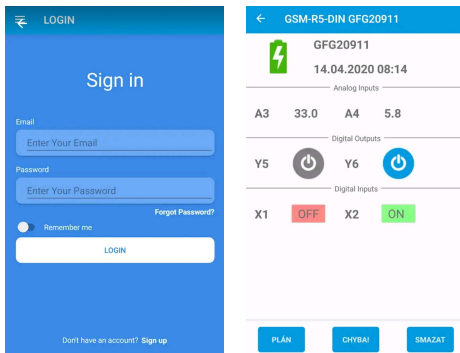 LOGIN
Sign in
Email
Enter Your Email
Password
Enter Your Password
Forgot Password?
Remember me
LOGIN
Don't have an account? Sign up
GSM-R5-DIN GFG20911
GFG20911
14.04.2020 08:14
Analog Inputs
A3 33.0 A4 5.8
Digital Outputs
Y5 Y6
Digital Inputs
X1 OFF X2 ON
PLÁN CHYBA! SMAZAT